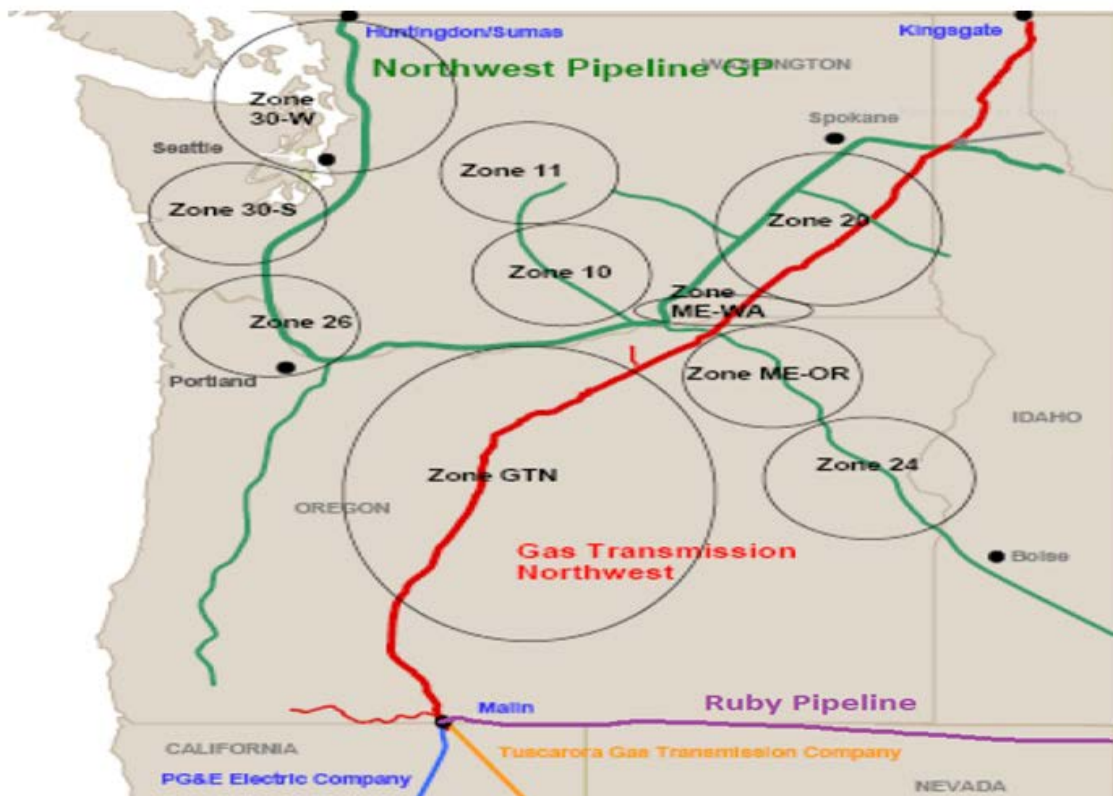 Huntingdon/Sumas
Kingsgate
Northwest Pipeline GP
WASHINGTON
Zone
30-W
Spokane
Seattle
Zone 11
Zone 30-S
Zone 20
Zone 10
Zone
ME-WA
Zone 26
Portland
Zone ME-OR
IDAHO
Zone 24
Zone GTN
OREGON
Gas Transmission
Northwest
Boise
Malin
Ruby Pipeline
CALIFORNIA
Tuscarora Gas Transmission Company
PG&E Electric Company
NEVADA